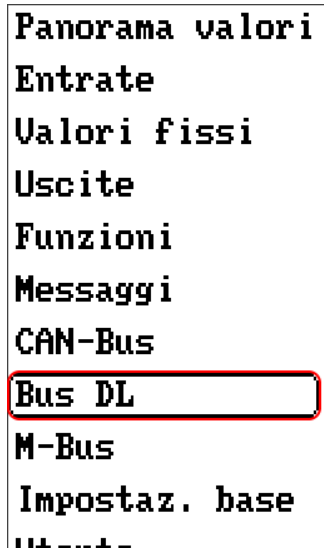 Panorama valori
Entrate
Valori fissi
Uscite
Funzioni
Messaggi
CAN-Bus
Bus DL
M-Bus
Impostaz. base